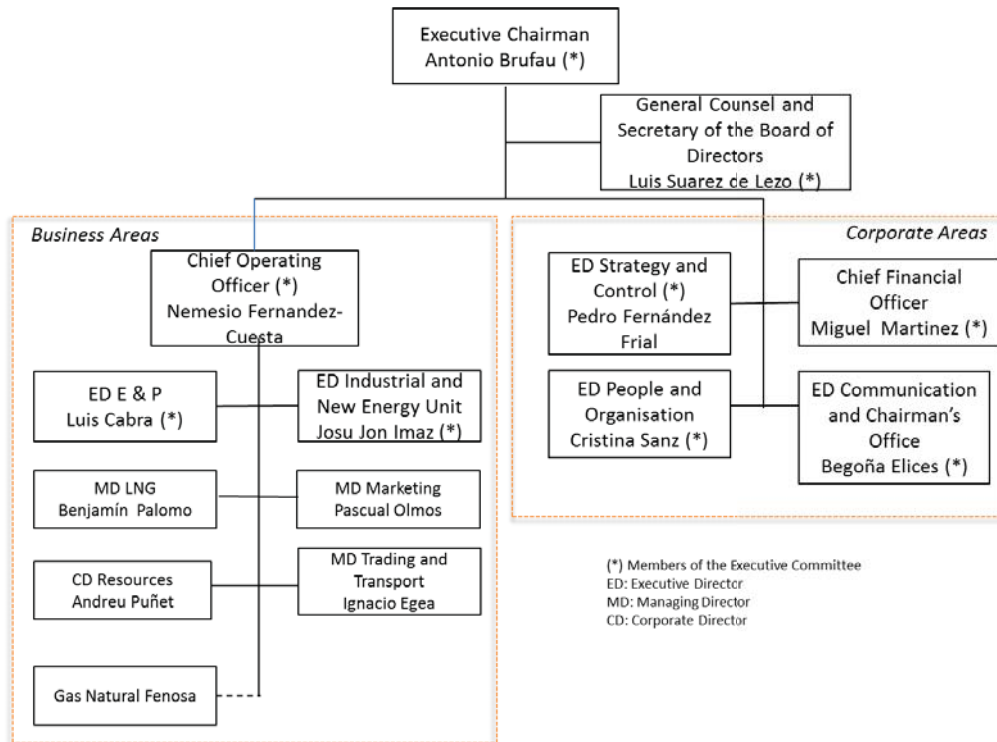 Executive Chairman
Antonio Brufau (*)
General Counsel and
Secretary of the Board of
Directors
Luis Suarez de Lezo (*)
Business Areas
Chief Operating
Officer (*)
Nemesio Fernandez-
Cuesta
ED E & P
Luis Cabra (*)
ED Industrial and
New Energy Unit
Josu Jon Imaz (*)
MD LNG
Benjamín Palomo
MD Marketing
Pascual Olmos
CD Resources
Andreu Puñet
MD Trading and
Transport
Ignacio Egea
Gas Natural Fenosa
Corporate Areas
ED Strategy and
Control (*)
Pedro Fernández
Frial
Chief Financial
Officer
Miguel Martinez (*)
ED People and
Organisation
Cristina Sanz (*)
ED Communication
and Chairman's
Office
Begoña Elices (*)
(*) Members of the Executive Committee
ED: Executive Director
MD: Managing Director
CD: Corporate Director